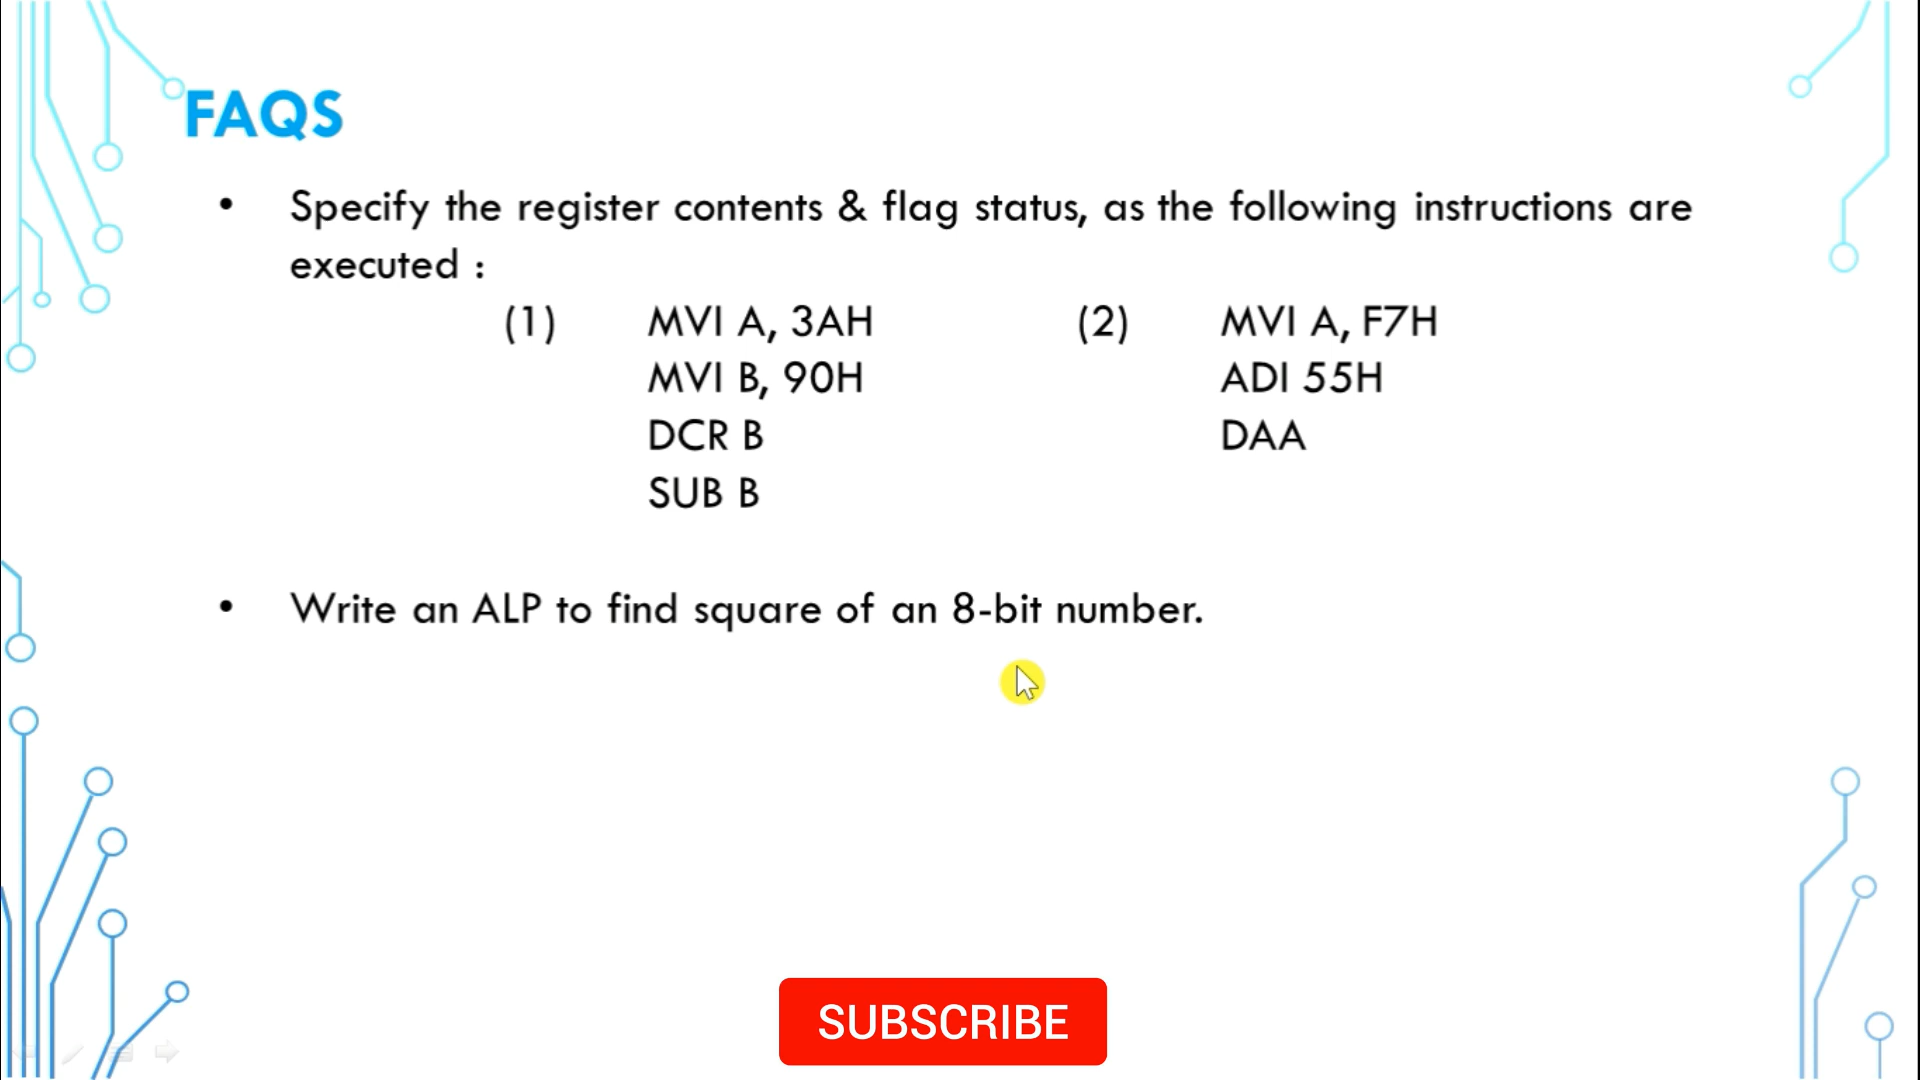 FAQS
• Specify the register contents & flag status, as the following instructions are
executed :
(1) MVI A, 3AH (2) MVI A, F7H
MVI B, 90H ADI 55H
DCR B DAA
SUB B
• Write an ALP to find square of an 8-bit number.
SUBSCRIBE